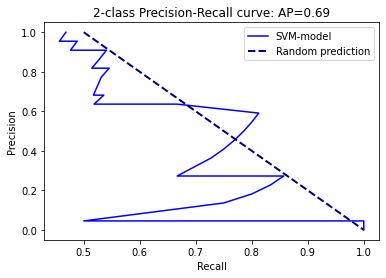 2-class Precision-Recall curve: AP=0.69
SVM-model
Random prediction
Precision
1.0
0.8
0.6
0.4
0.2
0.0
0.5 0.6 0.7 0.8 0.9 1.0
Recall